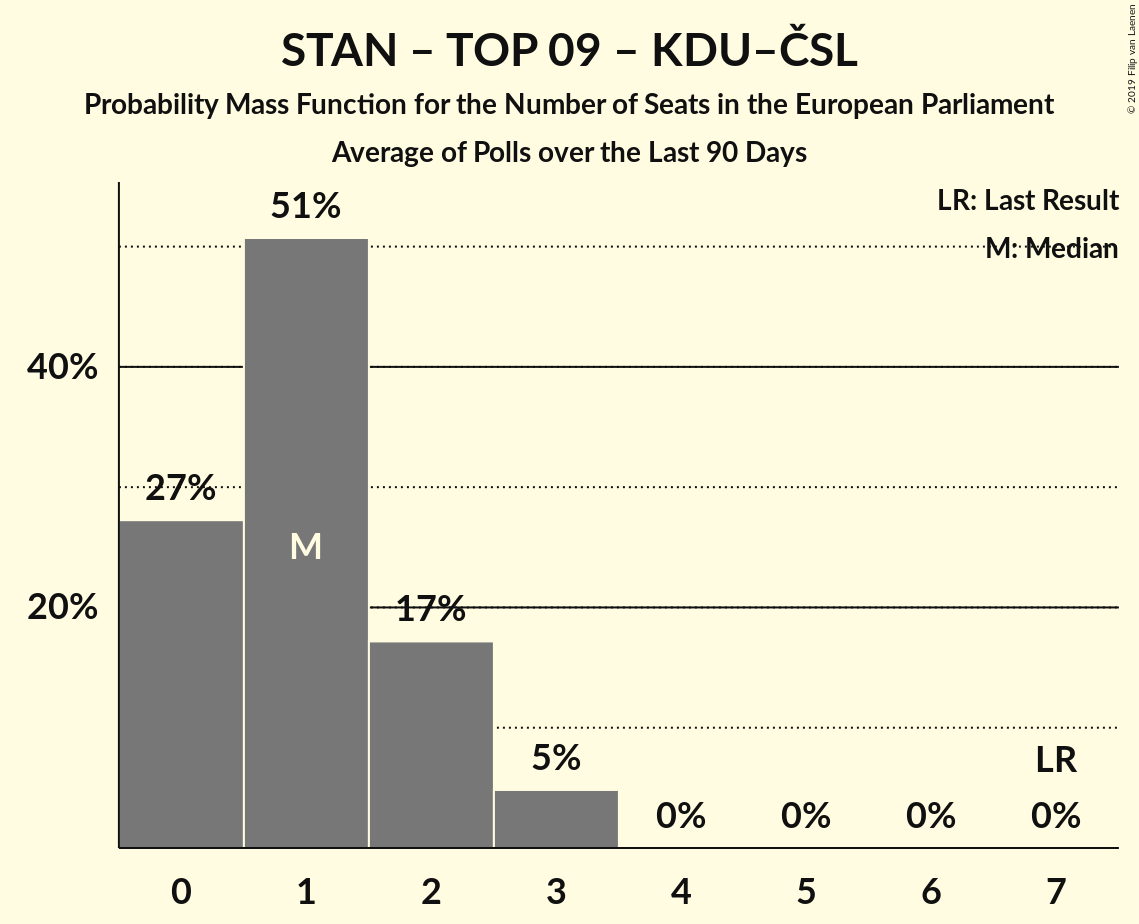 STAN – TOP 09 – KDU–ČSL
Probability Mass Function for the Number of Seats in the European Parliament
Average of Polls over the Last 90 Days
© 2019 Filip van Laenen
LR: Last Result
M: Median
51%
40%
27%
M
20%
17%
5%
LR
0%
0%
0%
0%
0 1 2 3 4 5 6 7